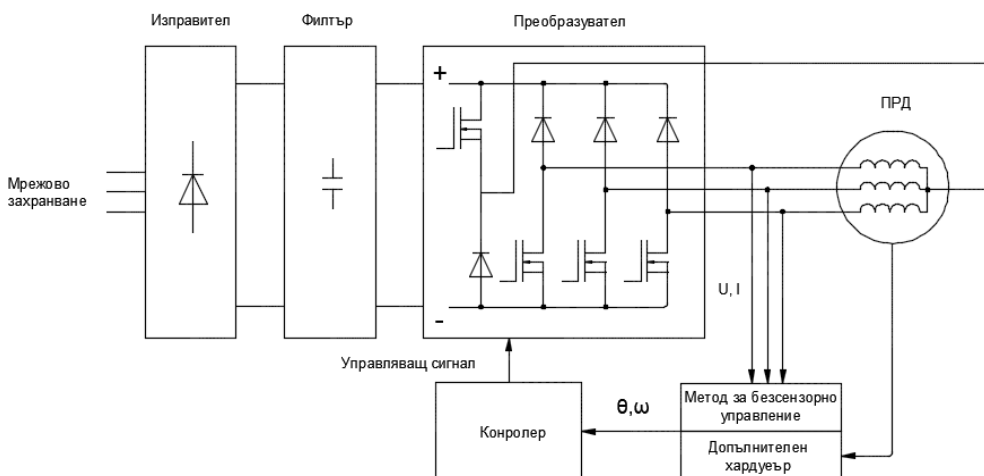 Изправител
Филтър
Преобразувател
ПРД
Мрежово
захранване
+
-
U, I
Управляващ сигнал
Конролер
θ,ω
Метод за безсензорно
управление
Допълнителен
хардуеър